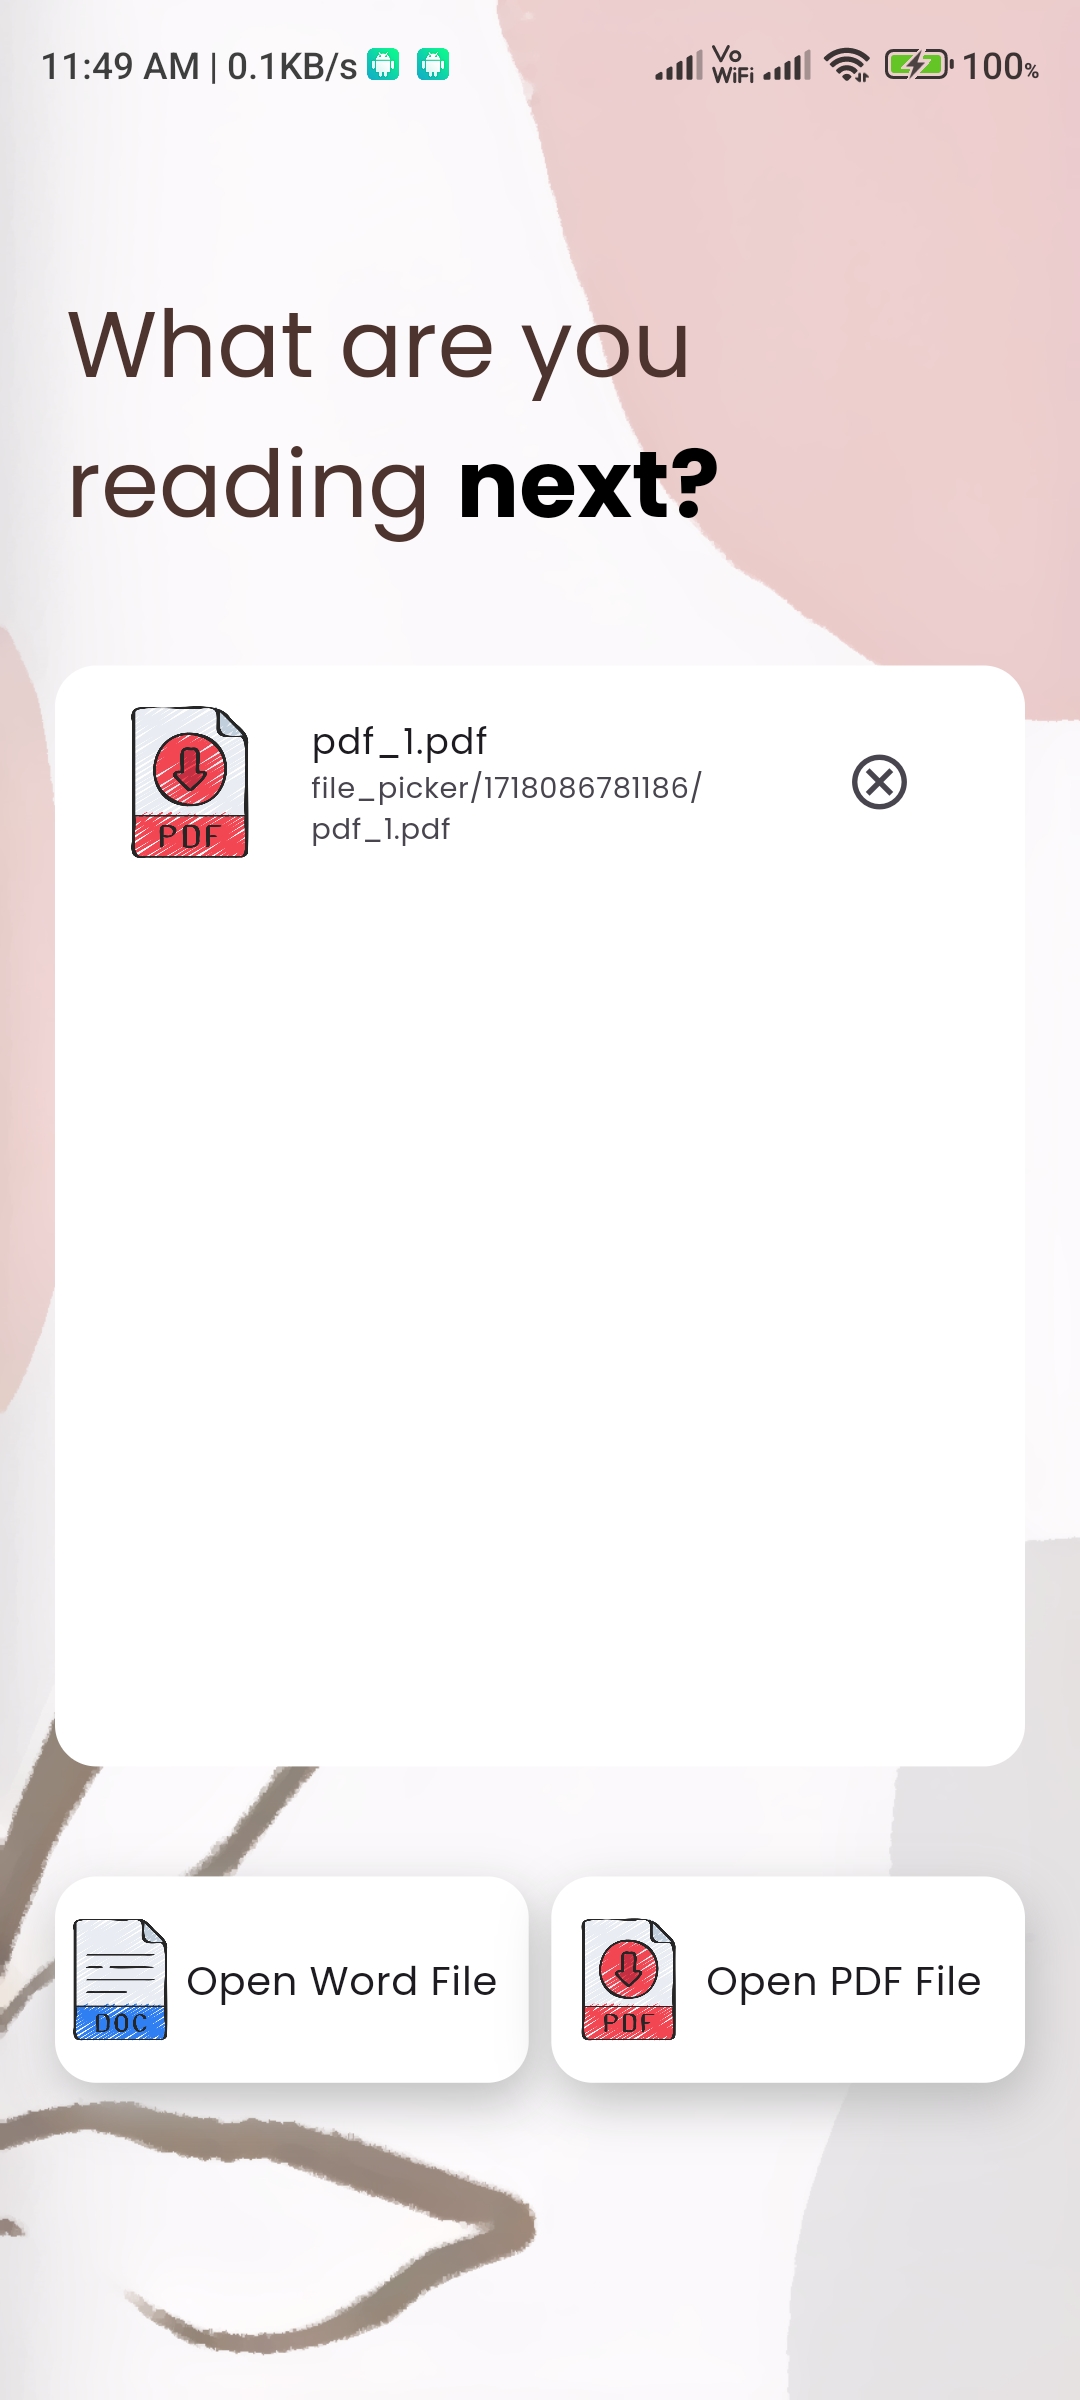 11:49 AM | 0.1KB/s Vo WiFi 100%
What are you
reading next?
pdf_1.pdf
file_picker/1718086781186/
pdf_1.pdf
PDF
Open Word File
DOC
Open PDF File
PDF